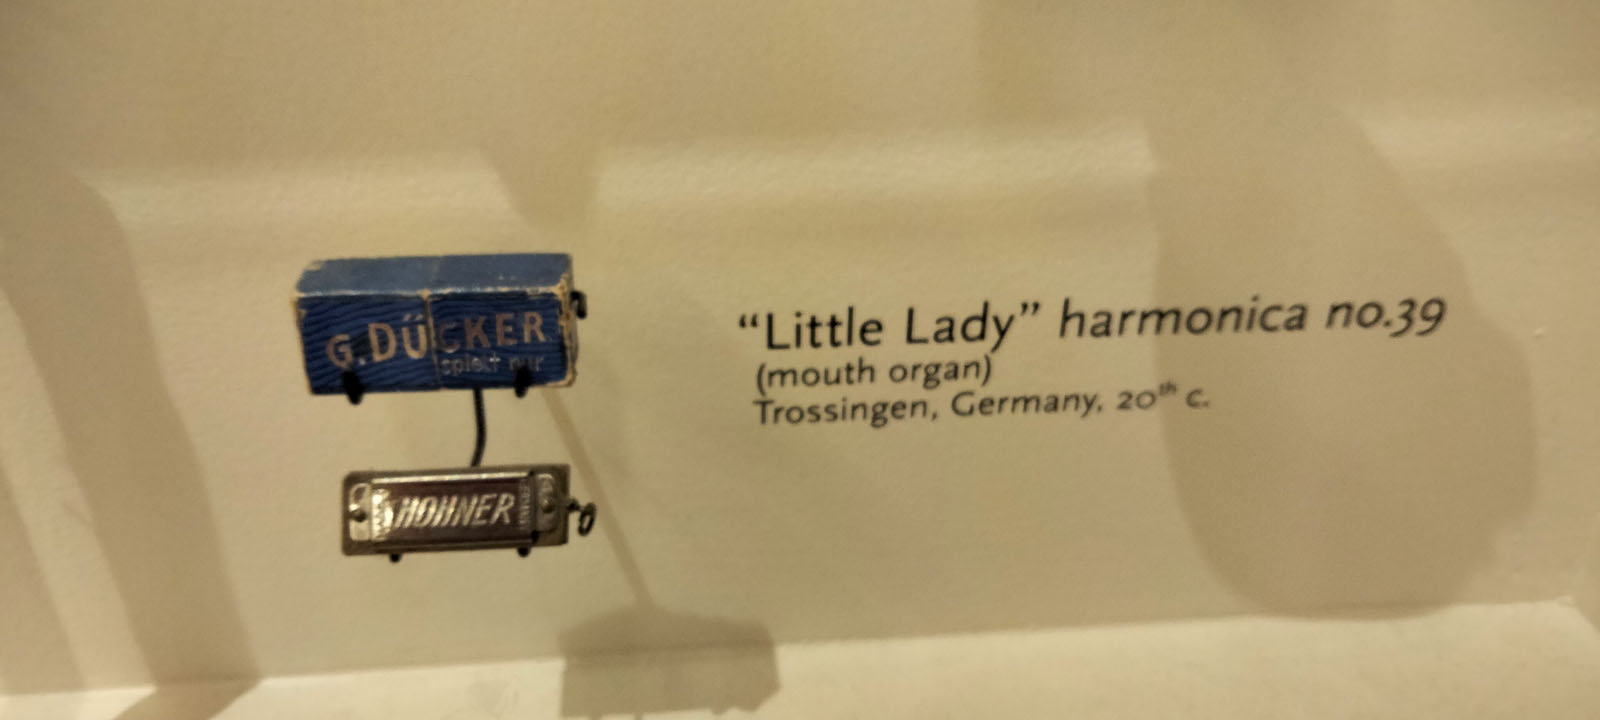 G.DÜCKER
spielt nur
“Little Lady” harmonica no.39
(mouth organ)
Trossingen, Germany, 20th c.
HOHNER